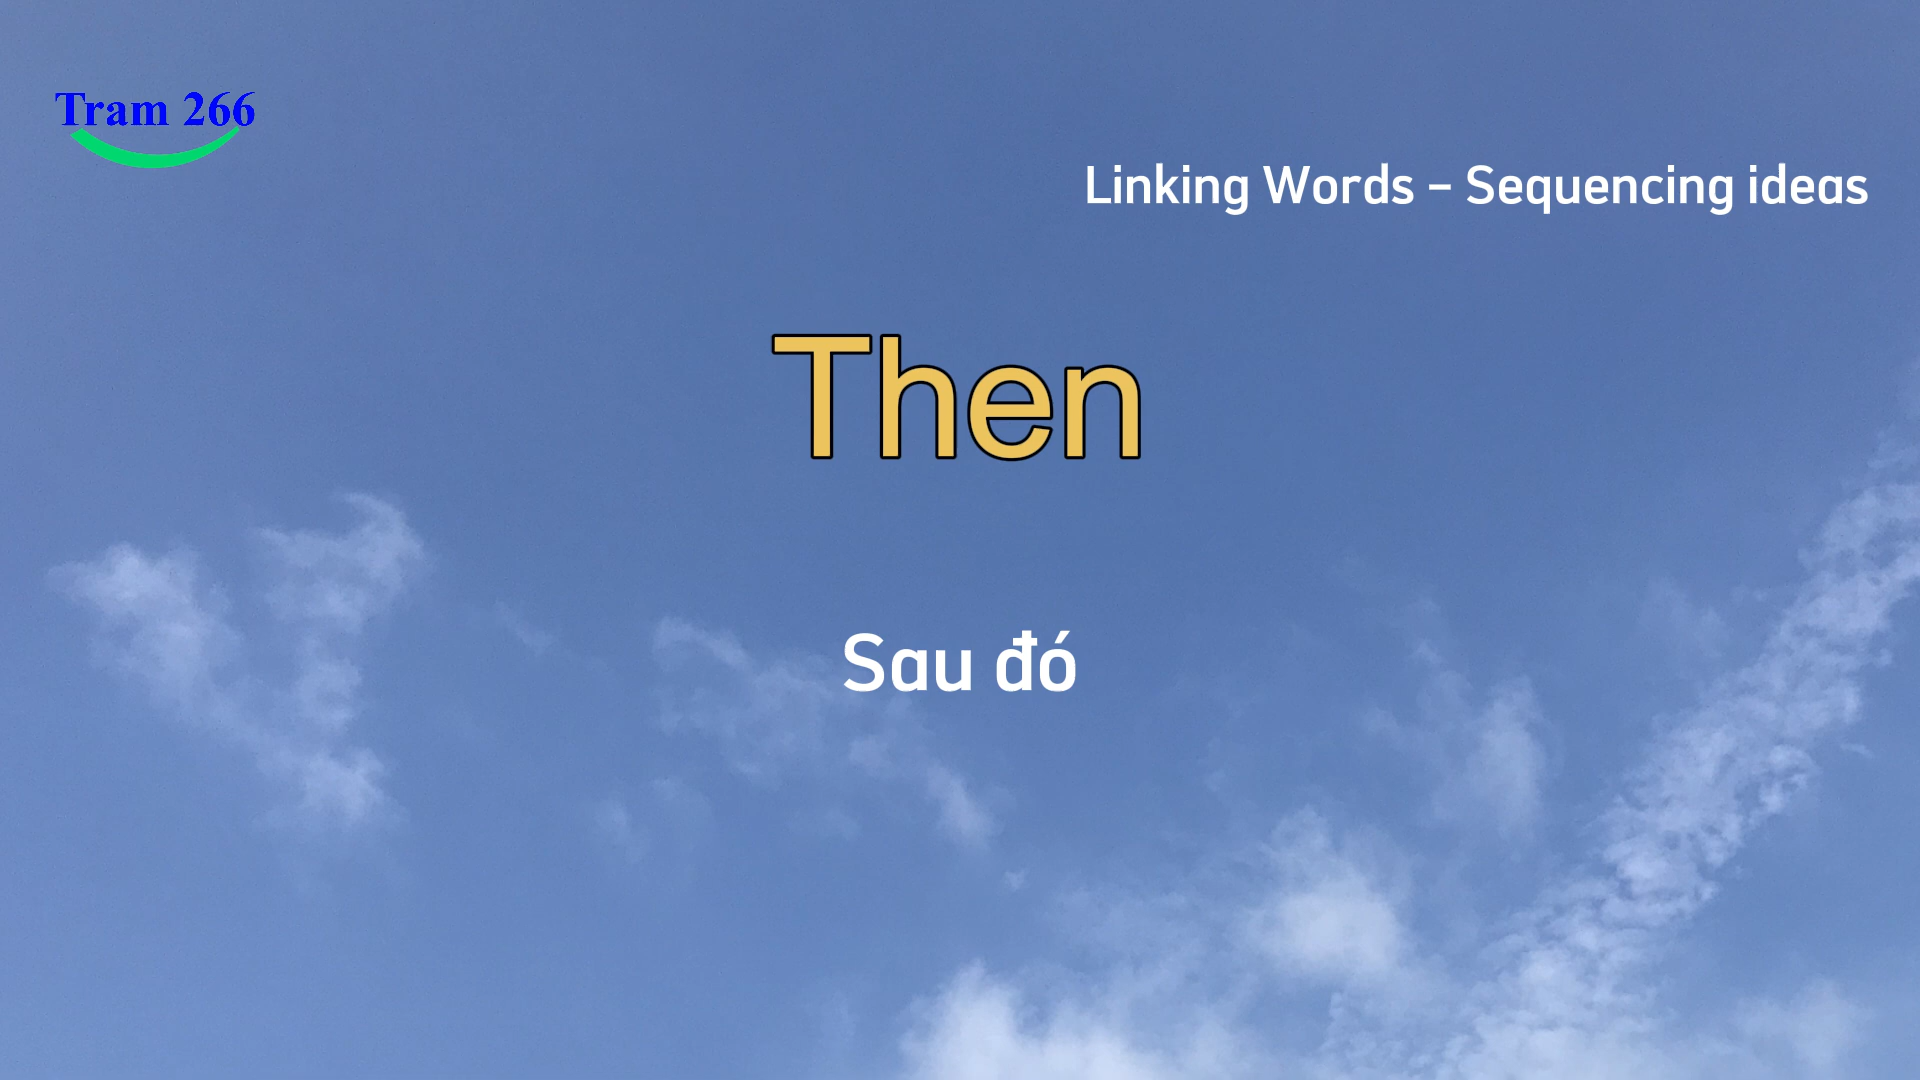 Tram 266
Linking Words – Sequencing ideas
Then
Sau đó